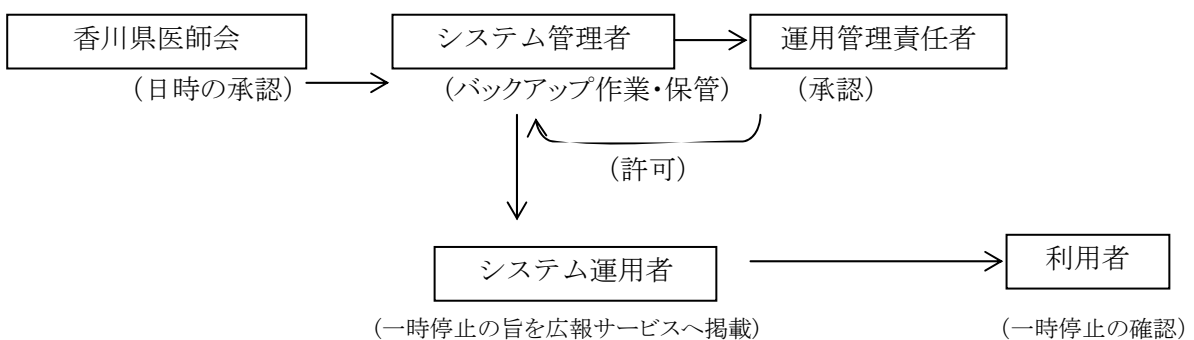 香川県医師会 システム管理者 運用管理責任者
(日時の承認) (バックアップ作業・保管) (承認)
(許可)
システム運用者 利用者
(一時停止の旨を広報サービスへ掲載) (一時停止の確認)